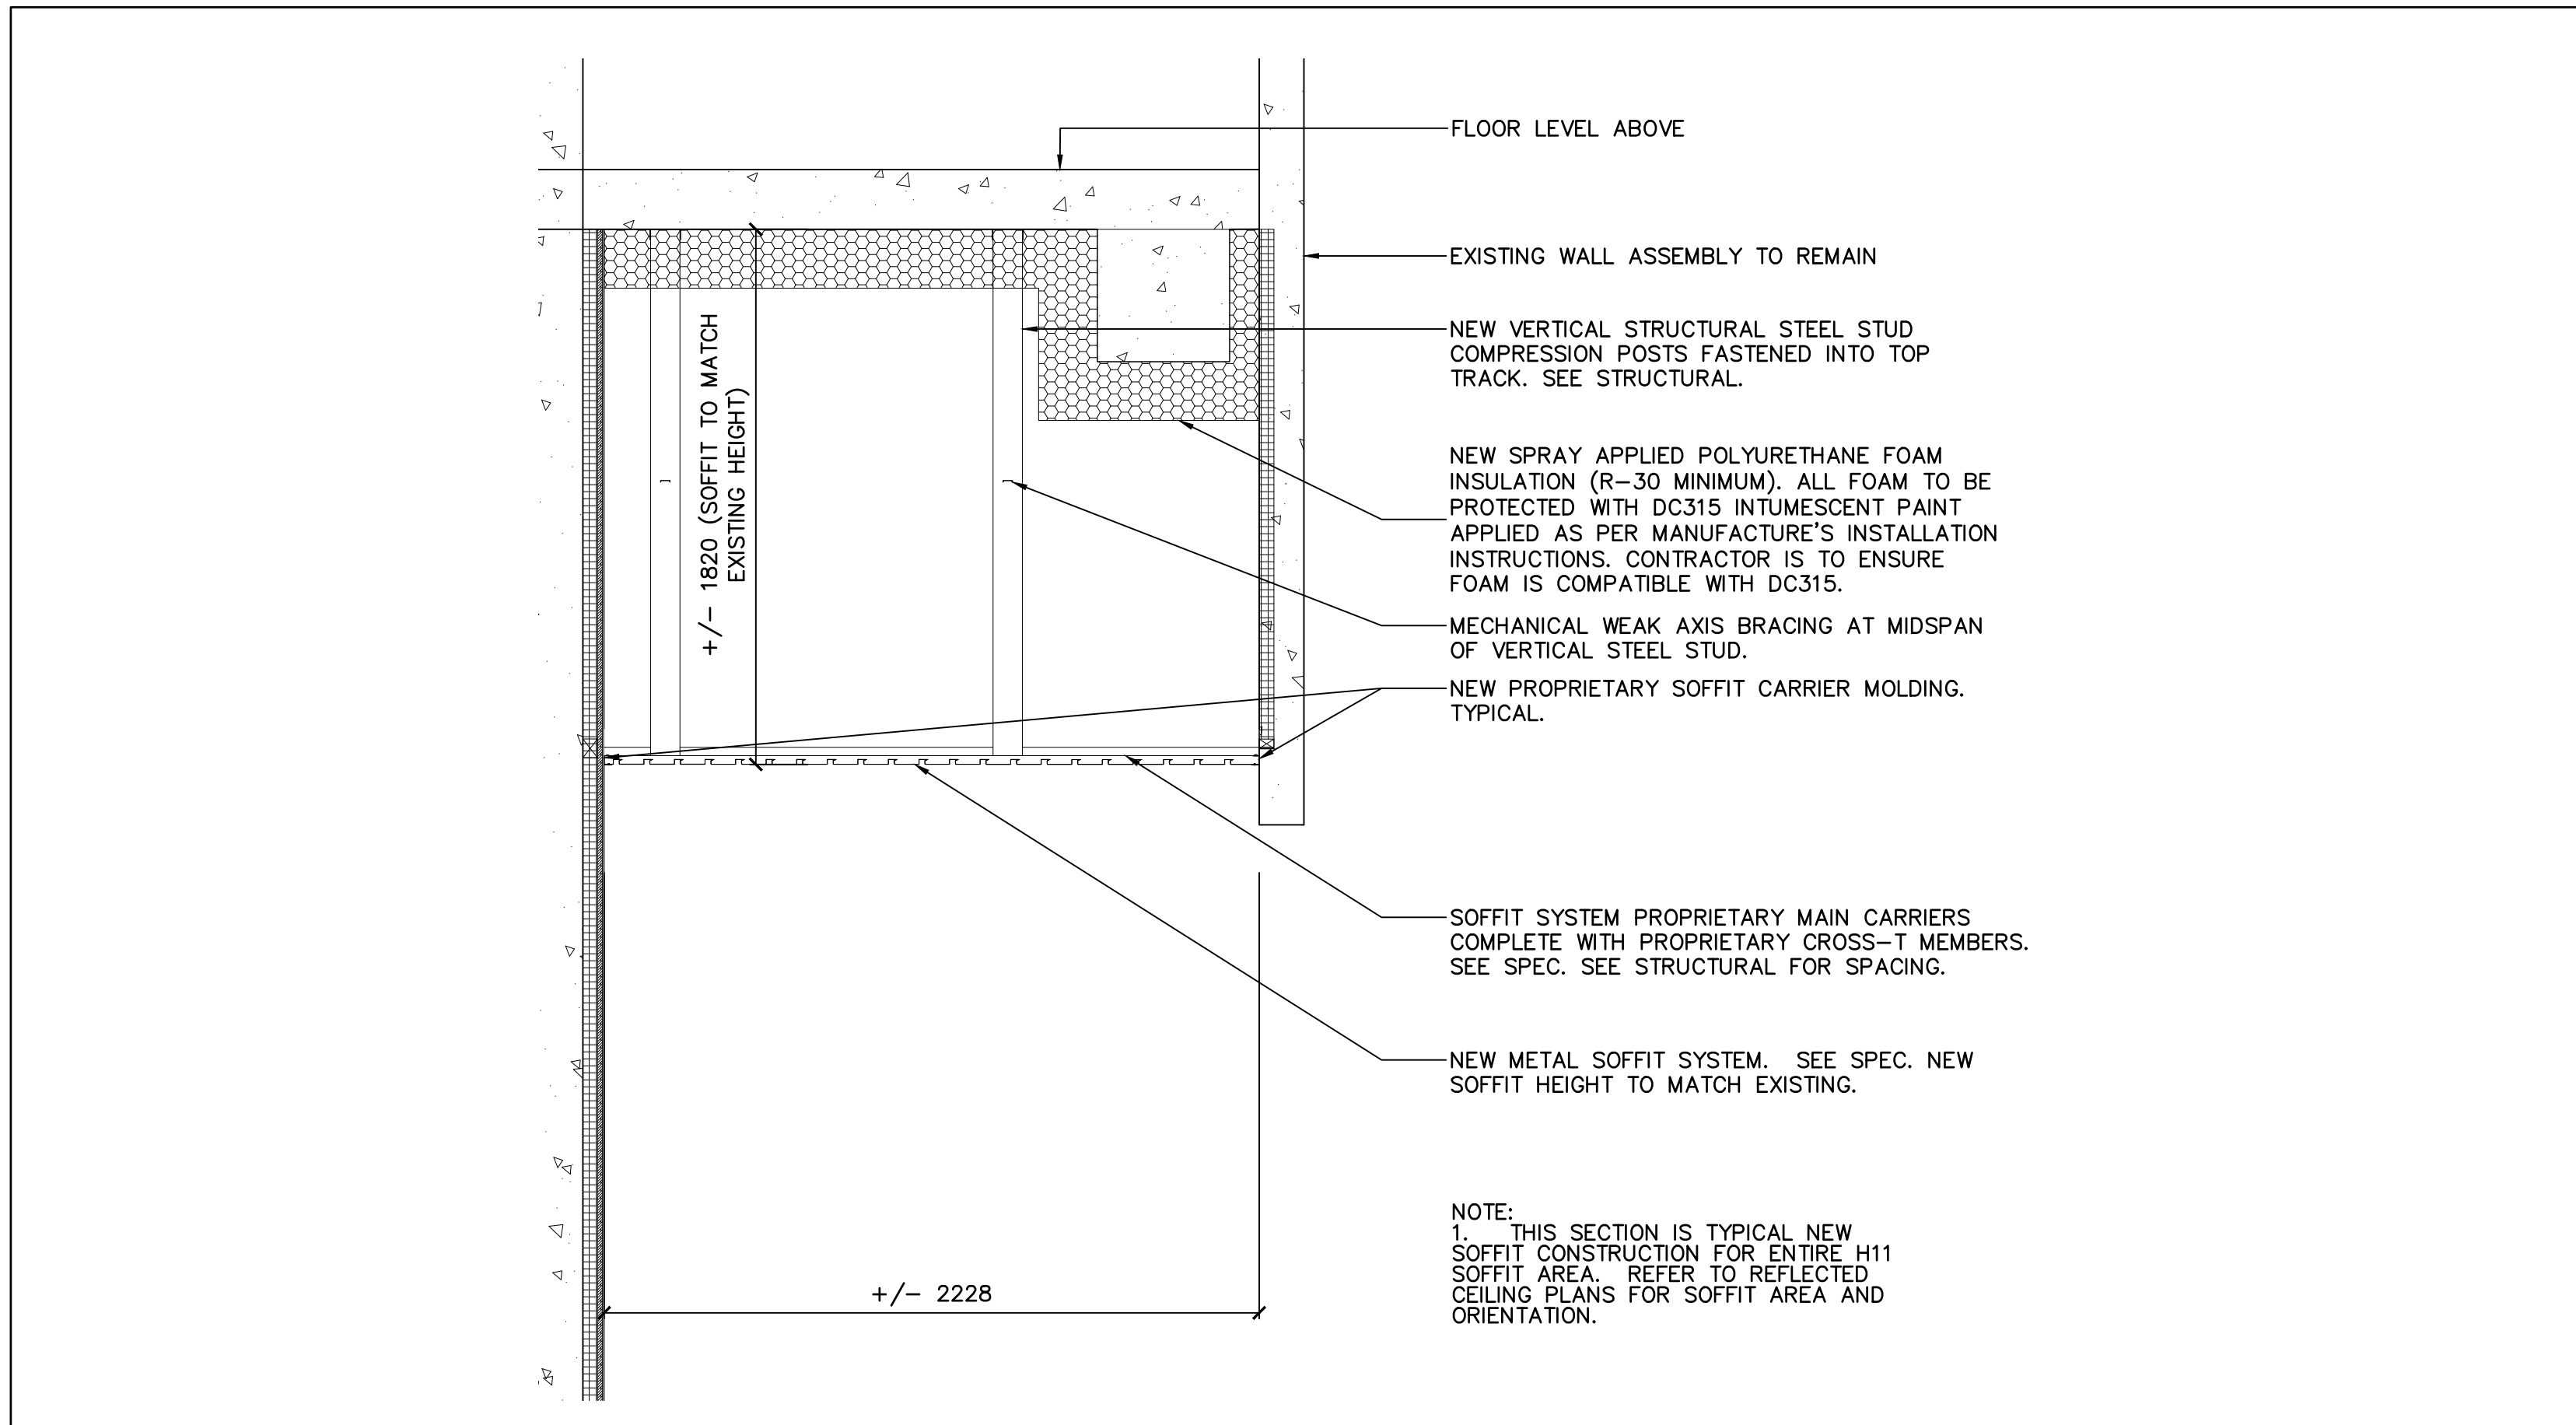 FLOOR LEVEL ABOVE
EXISTING WALL ASSEMBLY TO REMAIN
NEW VERTICAL STRUCTURAL STEEL STUD
COMPRESSION POSTS FASTENED INTO TOP
TRACK. SEE STRUCTURAL.
+/- 1820 (SOFFIT TO MATCH
EXISTING HEIGHT)
NEW SPRAY APPLIED POLYURETHANE FOAM
INSULATION (R-30 MINIMUM). ALL FOAM TO BE
PROTECTED WITH DC315 INTUMESCENT PAINT
APPLIED AS PER MANUFACTURE'S INSTALLATION
INSTRUCTIONS. CONTRACTOR IS TO ENSURE
FOAM IS COMPATIBLE WITH DC315.
MECHANICAL WEAK AXIS BRACING AT MIDSPAN
OF VERTICAL STEEL STUD.
NEW PROPRIETARY SOFFIT CARRIER MOLDING.
TYPICAL.
SOFFIT SYSTEM PROPRIETARY MAIN CARRIERS
COMPLETE WITH PROPRIETARY CROSS-T MEMBERS.
SEE SPEC. SEE STRUCTURAL FOR SPACING.
NEW METAL SOFFIT SYSTEM. SEE SPEC. NEW
SOFFIT HEIGHT TO MATCH EXISTING.
NOTE:
1. THIS SECTION IS TYPICAL NEW
SOFFIT CONSTRUCTION FOR ENTIRE H11
SOFFIT AREA. REFER TO REFLECTED
CEILING PLANS FOR SOFFIT AREA AND
ORIENTATION.
+/- 2228